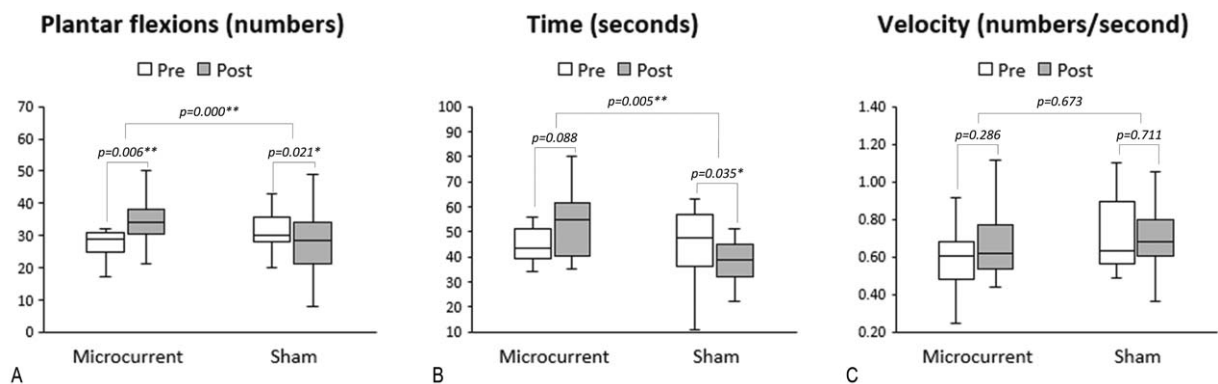 Plantar flexions (numbers)
Pre Post
70
60
50
40
30
20
10
0
p=0.000**
p=0.006**
p=0.021*
Microcurrent Sham
A
Time (seconds)
Pre Post
100
90
80
70
60
50
40
30
20
10
p=0.005**
p=0.088
p=0.035*
Microcurrent Sham
B
Velocity (numbers/second)
Pre Post
1.40
1.20
1.00
0.80
0.60
0.40
0.20
p=0.673
p=0.286
p=0.711
Microcurrent Sham
C